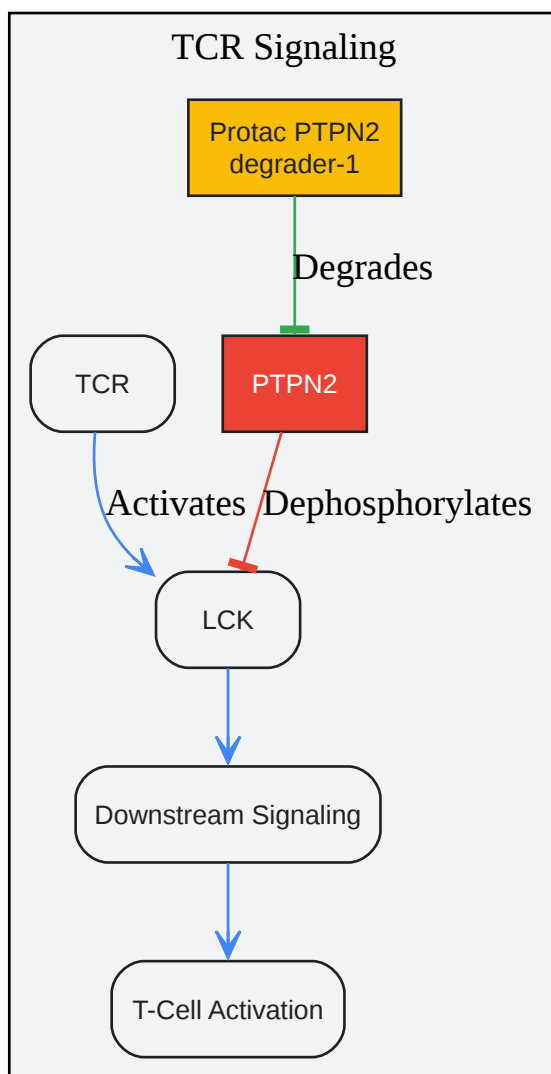 TCR Signaling
Protac PTPN2
degrader-1
Degrades
TCR
PTPN2
Activates
Dephosphorylates
LCK
Downstream Signaling
T-Cell Activation